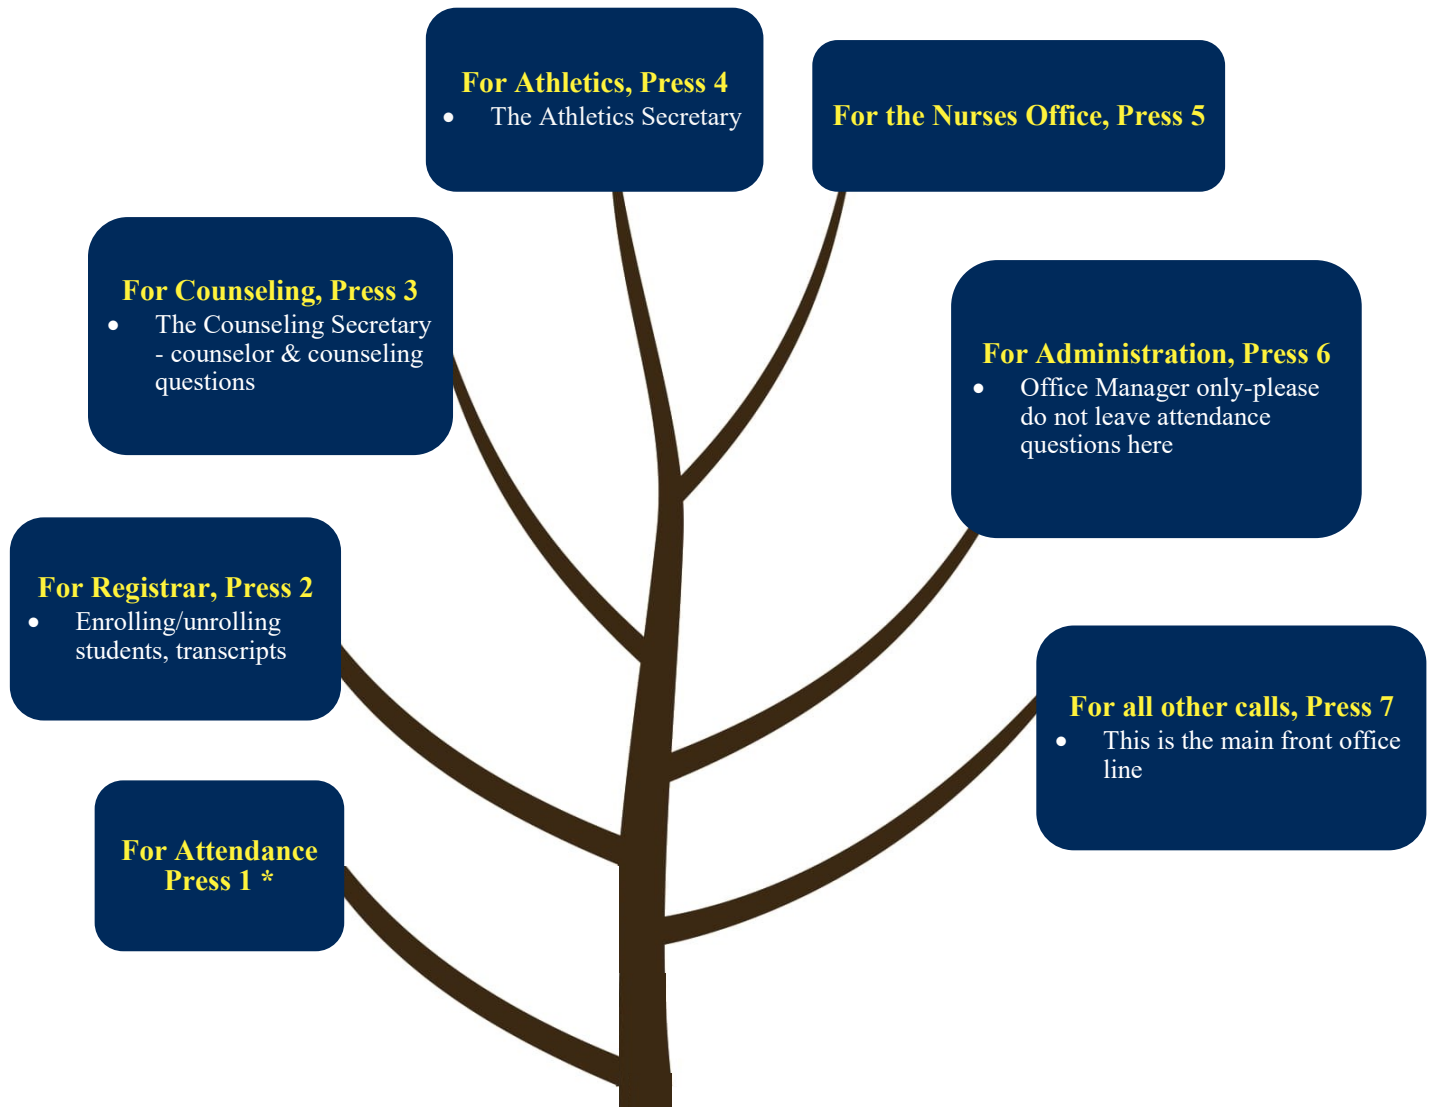 For Athletics, Press 4
• The Athletics Secretary
For the Nurses Office, Press 5
For Counseling, Press 3
• The Counseling Secretary
- counselor & counseling
questions
For Administration, Press 6
• Office Manager only-please
do not leave attendance
questions here
For Registrar, Press 2
• Enrolling/unrolling
students, transcripts
For all other calls, Press 7
• This is the main front office
line
For Attendance
Press 1 *